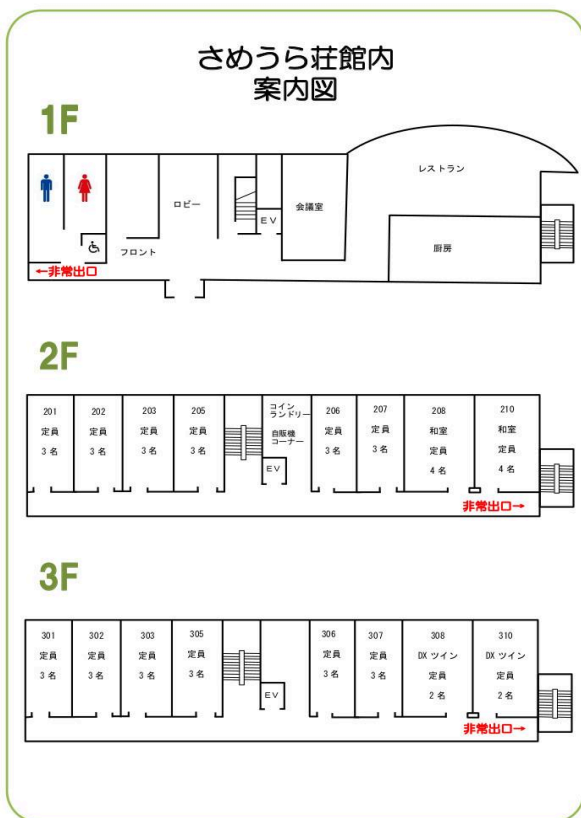 さめうら荘館内
案内図
1F
レストラン
ロビー
会議室
EV
フロント
厨房
←非常出口
2F
201
定員
3名
202
定員
3名
203
定員
3名
205
定員
3名
コイン
ランドリー
自販機
コーナー
EV
206
定員
3名
207
定員
3名
208
和室
定員
4名
210
和室
定員
4名
非常出口→
3F
301
定員
3名
302
定員
3名
303
定員
3名
305
定員
3名
EV
306
定員
3名
307
定員
3名
308
DXツイン
定員
2名
310
DXツイン
定員
2名
非常出口→